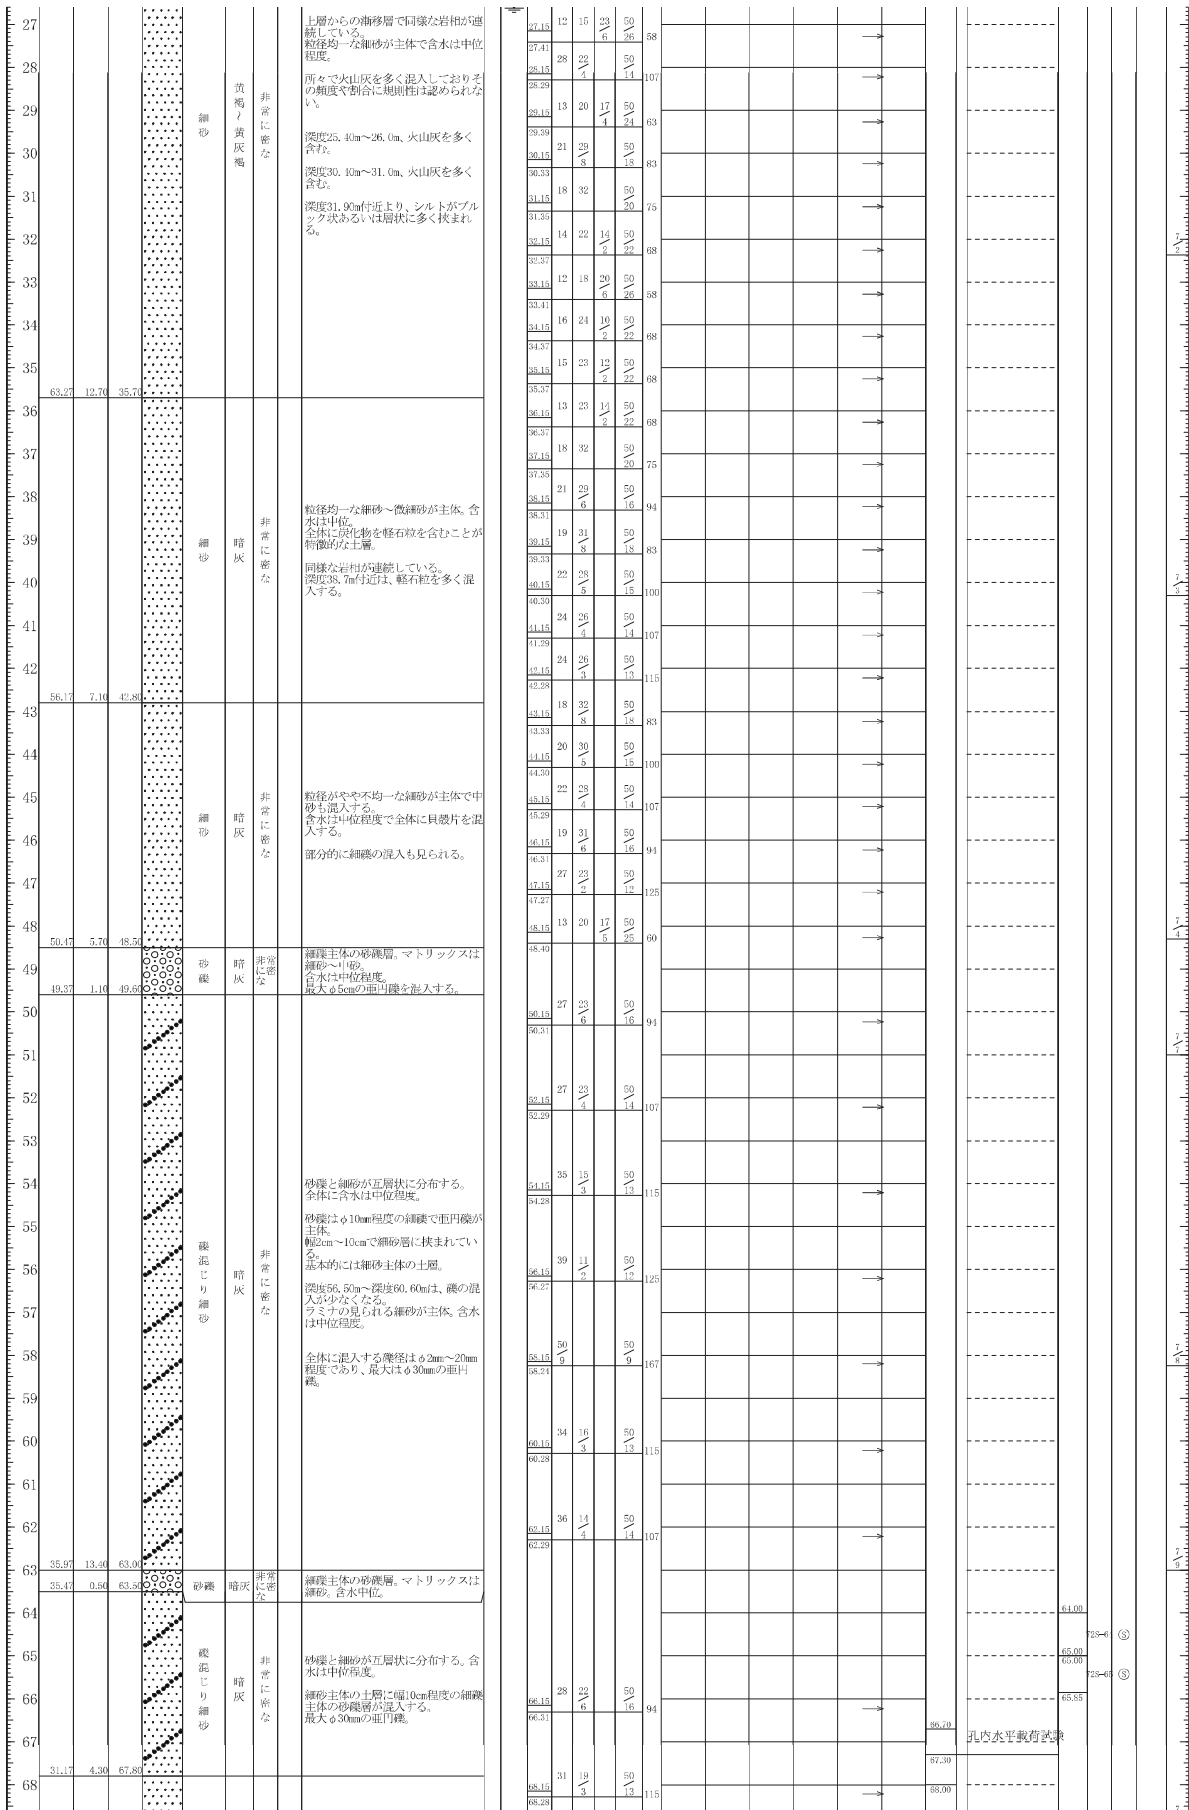 27
28
29
30
31
32
33
34
35
36
37
38
39
40
41
42
43
44
45
46
47
48
49
50
51
52
53
54
55
56
57
58
59
60
61
62
63
64
65
66
67
68
63.27 12.70 35.70
56.17 7.10 42.80
50.47 5.70 48.50
49.37 1.10 49.60
35.97 13.40 63.00
35.47 0.50 63.50
31.17 4.30 67.80
細砂
黄褐～黄灰褐
非常に密な
上層からの漸移層で同様な岩相が連
続している。
粒径均一な細砂が主体で含水は中位
程度。
所々で火山灰を多く混入しておりそ
の頻度や割合に規則性は認められな
い。
深度25.40m～26.0m、火山灰を多く
含む。
深度30.10m～31.0m、火山灰を多く
含む。
深度31.90m付近より、シルトがブル
ック状あるいは層状に多く挟まれ
る。
細砂
暗灰
非常に密な
粒径均一な細砂～微細砂が主体。含
水は中位。
全体に炭化物を軽石粒を含むことが
特徴的な土層。
同様な岩相が連続している。
深度38.7m付近は、軽石粒を多く混
入する。
細砂
暗灰
非常に密な
粒径がやや不均一な細砂が主体で中
砂も混入する。
含水は中位程度で全体に貝殻片を混
入する。
部分的に細礫の混入も見られる。
砂礫
暗灰
非常に密な
細礫主体の砂礫層。マトリックスは
細砂～中砂。
含水は中位程度。
最大φ5cmの亜円礫を混入する。
礫混じり細砂
暗灰
非常に密な
砂礫と細砂が互層状に分布する。
全体に含水は中位程度。
砂礫はφ10mm程度の細礫で亜円礫が
主体。
幅2cm～10cmで細砂層に挟まれてい
る。
基本的には細砂主体の土層。
深度56.50m～深度60.60mは、礫の混
入が少なくなる。
ラミナの見られる細砂が主体。含水
は中位程度。
全体に混入する礫径はφ2mm～20mm
程度であり、最大はφ30mmの亜円
礫。
砂礫
暗灰
非常に密な
細礫主体の砂礫層。マトリックスは
細砂。含水中位。
礫混じり細砂
暗灰
非常に密な
砂礫と細砂が互層状に分布する。含
水は中位程度。
細砂主体の土層に幅10cm程度の細礫
主体の砂礫層が混入する。
最大φ30mmの亜円礫。
27.15 27.41 12 15 23/6 50/26 58
28.15 28.29 28 22/4 50/14 107
29.15 29.39 13 20 17/4 50/24 63
30.15 30.33 21 29/8 50/18 83
31.15 31.35 18 32 50/20 75
32.15 32.37 14 22 14/2 50/22 68
33.15 33.41 12 18 20/6 50/26 58
34.15 34.37 16 24 10/2 50/22 68
35.15 35.37 15 23 12/2 50/22 68
36.15 36.37 13 23 14/2 50/22 68
37.15 37.35 18 32 50/20 75
38.15 38.31 21 29/6 50/16 94
39.15 39.33 19 31/8 50/18 83
40.15 40.30 22 28/5 50/15 100
41.15 41.29 24 26/4 50/14 107
42.15 42.28 24 26/3 50/13 115
43.15 43.33 18 32/8 50/18 83
44.15 44.30 20 30/5 50/15 100
45.15 45.29 22 28/4 50/14 107
46.15 46.31 19 31/6 50/16 94
47.15 47.27 27 23/2 50/12 125
48.15 48.40 13 20 17/5 50/25 60
50.15 50.31 27 23/6 50/16 94
52.15 52.29 27 23/4 50/14 107
54.15 54.28 35 15/3 50/13 115
56.15 56.27 39 11/2 50/12 125
58.15 58.24 50/9 50/9 167
60.15 60.28 34 16/3 50/13 115
62.15 62.29 36 14/4 50/14 107
66.15 66.31 28 22/6 50/16 94
68.15 68.28 31 19/3 50/13 115
66.70
孔内水平載荷試験
67.30
68.00
64.00
Ⓢ
65.00
65.00
Ⓢ
65.85
7/2
7/3
7/4
7/7
7/8
7/9